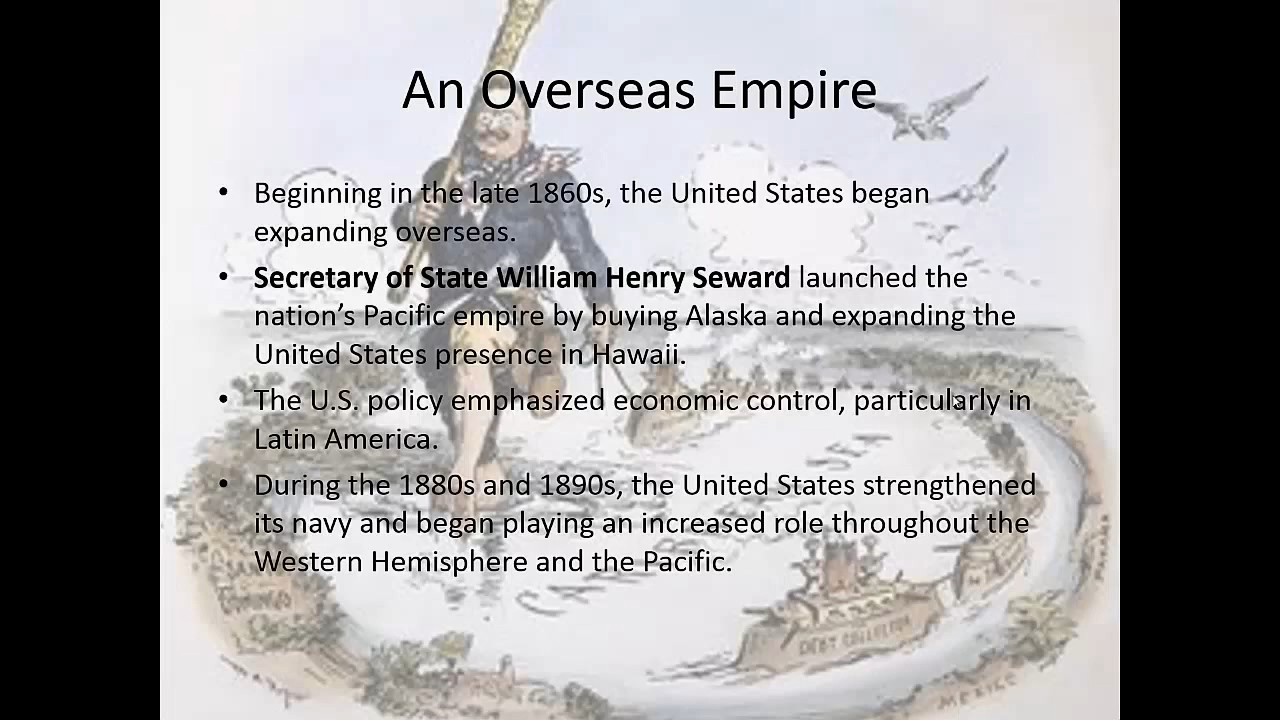 An Overseas Empire
• Beginning in the late 1860s, the United States began
expanding overseas.
• Secretary of State William Henry Seward launched the
nation’s Pacific empire by buying Alaska and expanding the
United States presence in Hawaii.
• The U.S. policy emphasized economic control, particularly in
Latin America.
• During the 1880s and 1890s, the United States strengthened
its navy and began playing an increased role throughout the
Western Hemisphere and the Pacific.
SEA
DEBT COLLECTOR
MEXICO